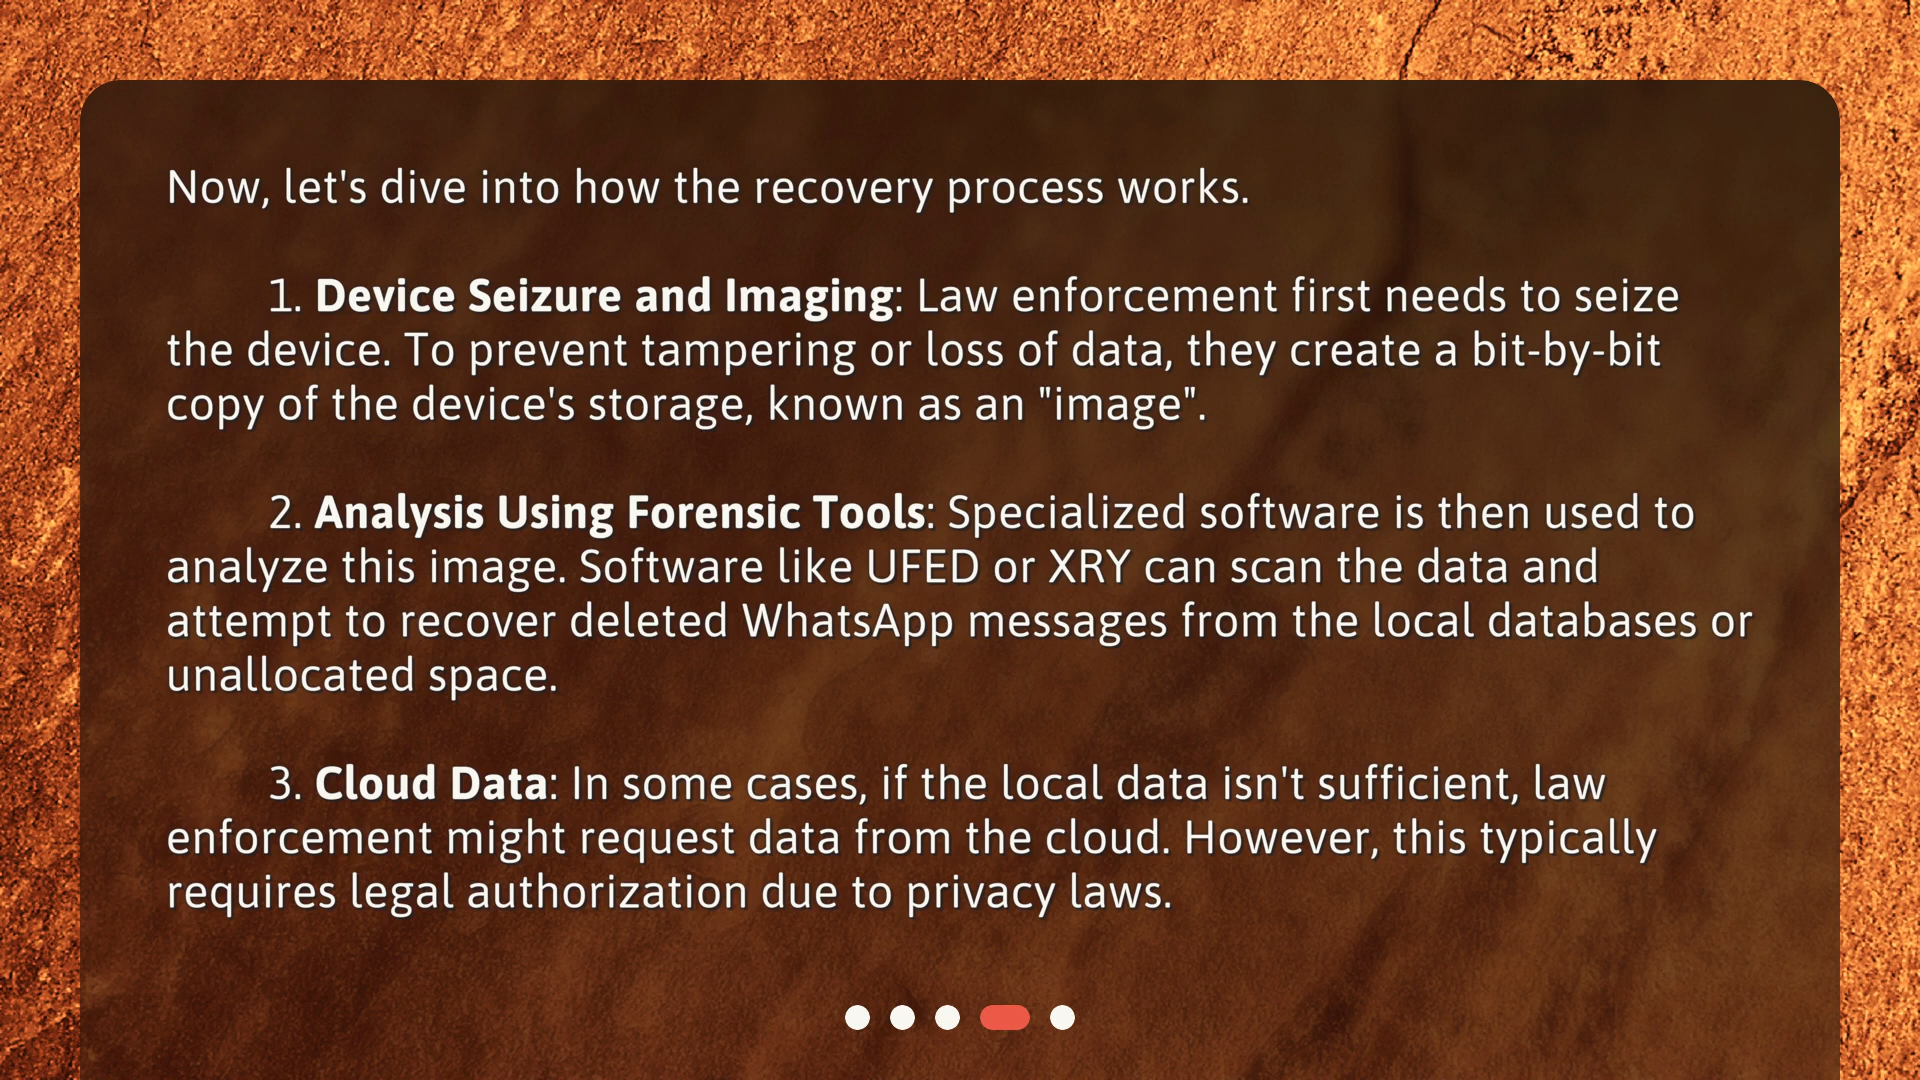 Now, let's dive into how the recovery process works.
1. Device Seizure and Imaging: Law enforcement first needs to seize
the device. To prevent tampering or loss of data, they create a bit-by-bit
copy of the device's storage, known as an "image".
2. Analysis Using Forensic Tools: Specialized software is then used to
analyze this image. Software like UFED or XRY can scan the data and
attempt to recover deleted WhatsApp messages from the local databases or
unallocated space.
3. Cloud Data: In some cases, if the local data isn't sufficient, law
enforcement might request data from the cloud. However, this typically
requires legal authorization due to privacy laws.